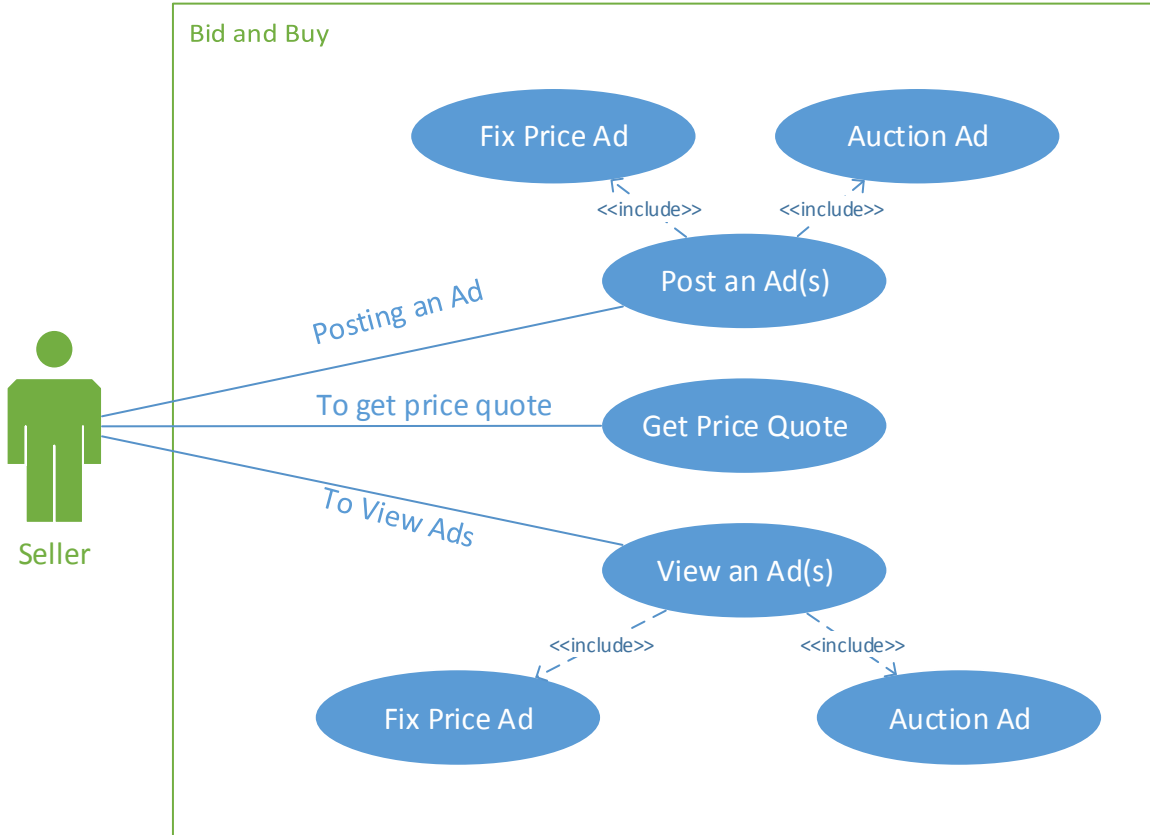 Bid and Buy
Fix Price Ad
Auction Ad
<<include>>
<<include>>
Post an Ad(s)
Posting an Ad
To get price quote
Get Price Quote
To View Ads
Seller
View an Ad(s)
<<include>>
<<include>>
Fix Price Ad
Auction Ad